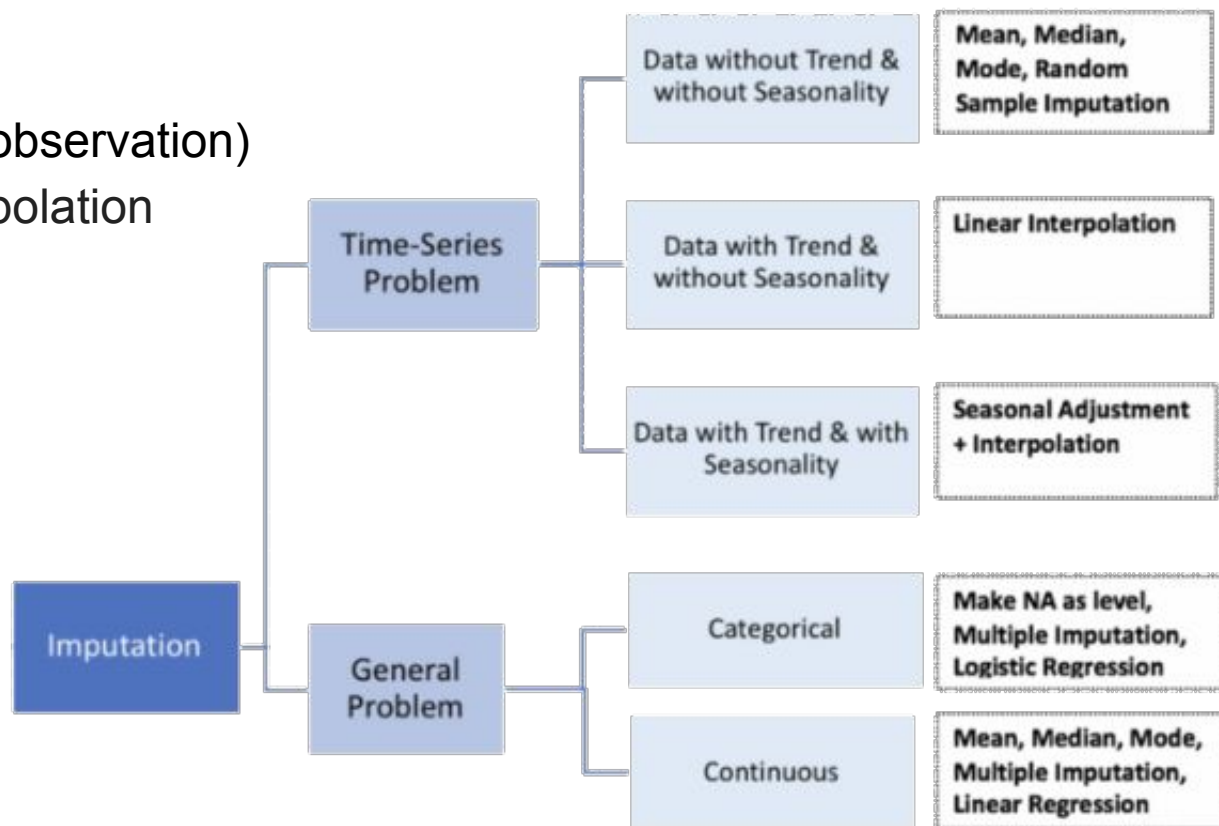 observation)
polation
Imputation
Time-Series
Problem
General
Problem
Data without Trend &
without Seasonality
Mean, Median,
Mode, Random
Sample Imputation
Data with Trend &
without Seasonality
Linear Interpolation
Data with Trend & with
Seasonality
Seasonal Adjustment
+ Interpolation
Categorical
Make NA as level,
Multiple Imputation,
Logistic Regression
Continuous
Mean, Median, Mode,
Multiple Imputation,
Linear Regression